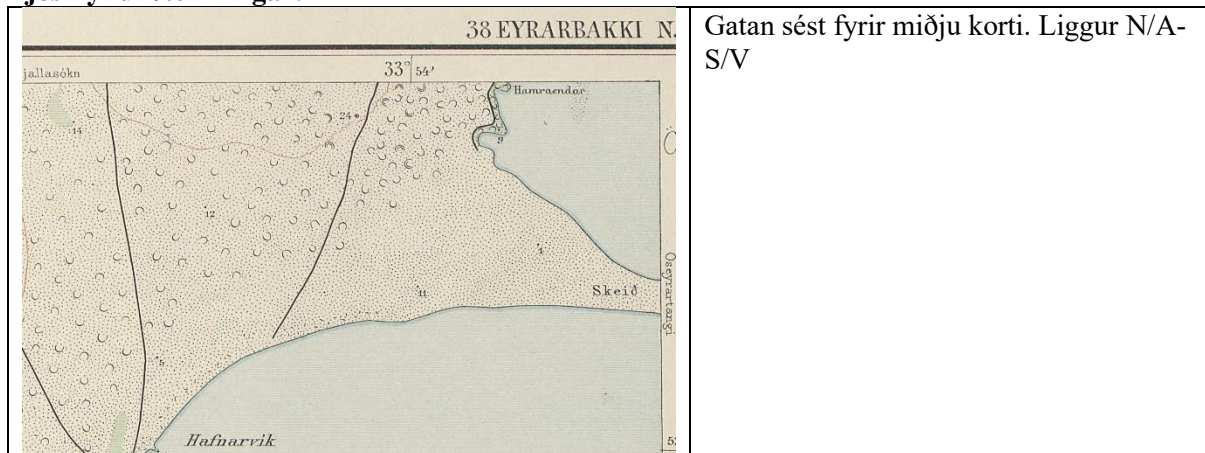 38 EYRARBAKKI N.
Gatan sést fyrir miðju korti. Liggur N/A-
S/V
jallasókn
33° 54'
Hamraendar
24
14
9
12
4
11
Skeið
Óseyrartangi
5
Hafnarvík
52